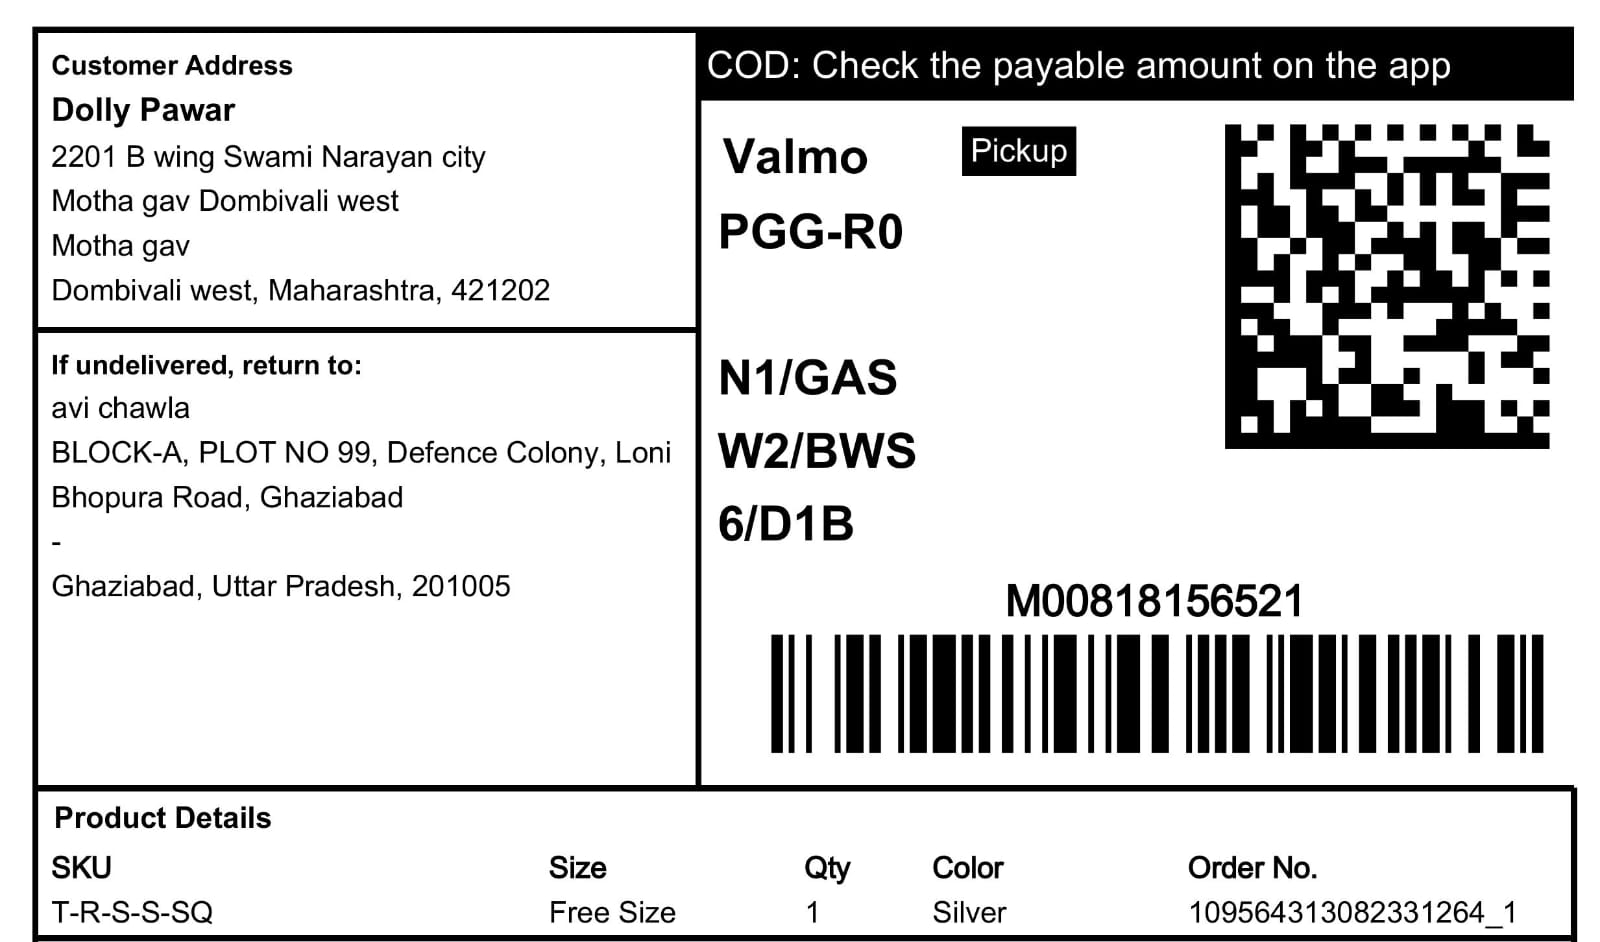 Customer Address
Dolly Pawar
2201 B wing Swami Narayan city
Motha gav Dombivali west
Motha gav
Dombivali west, Maharashtra, 421202
If undelivered, return to:
avi chawla
BLOCK-A, PLOT NO 99, Defence Colony, Loni
Bhopura Road, Ghaziabad
-
Ghaziabad, Uttar Pradesh, 201005
COD: Check the payable amount on the app
Valmo Pickup
PGG-R0
N1/GAS
W2/BWS
6/D1B
M00818156521
Product Details
SKU Size Qty Color Order No.
T-R-S-S-SQ Free Size 1 Silver 109564313082331264_1